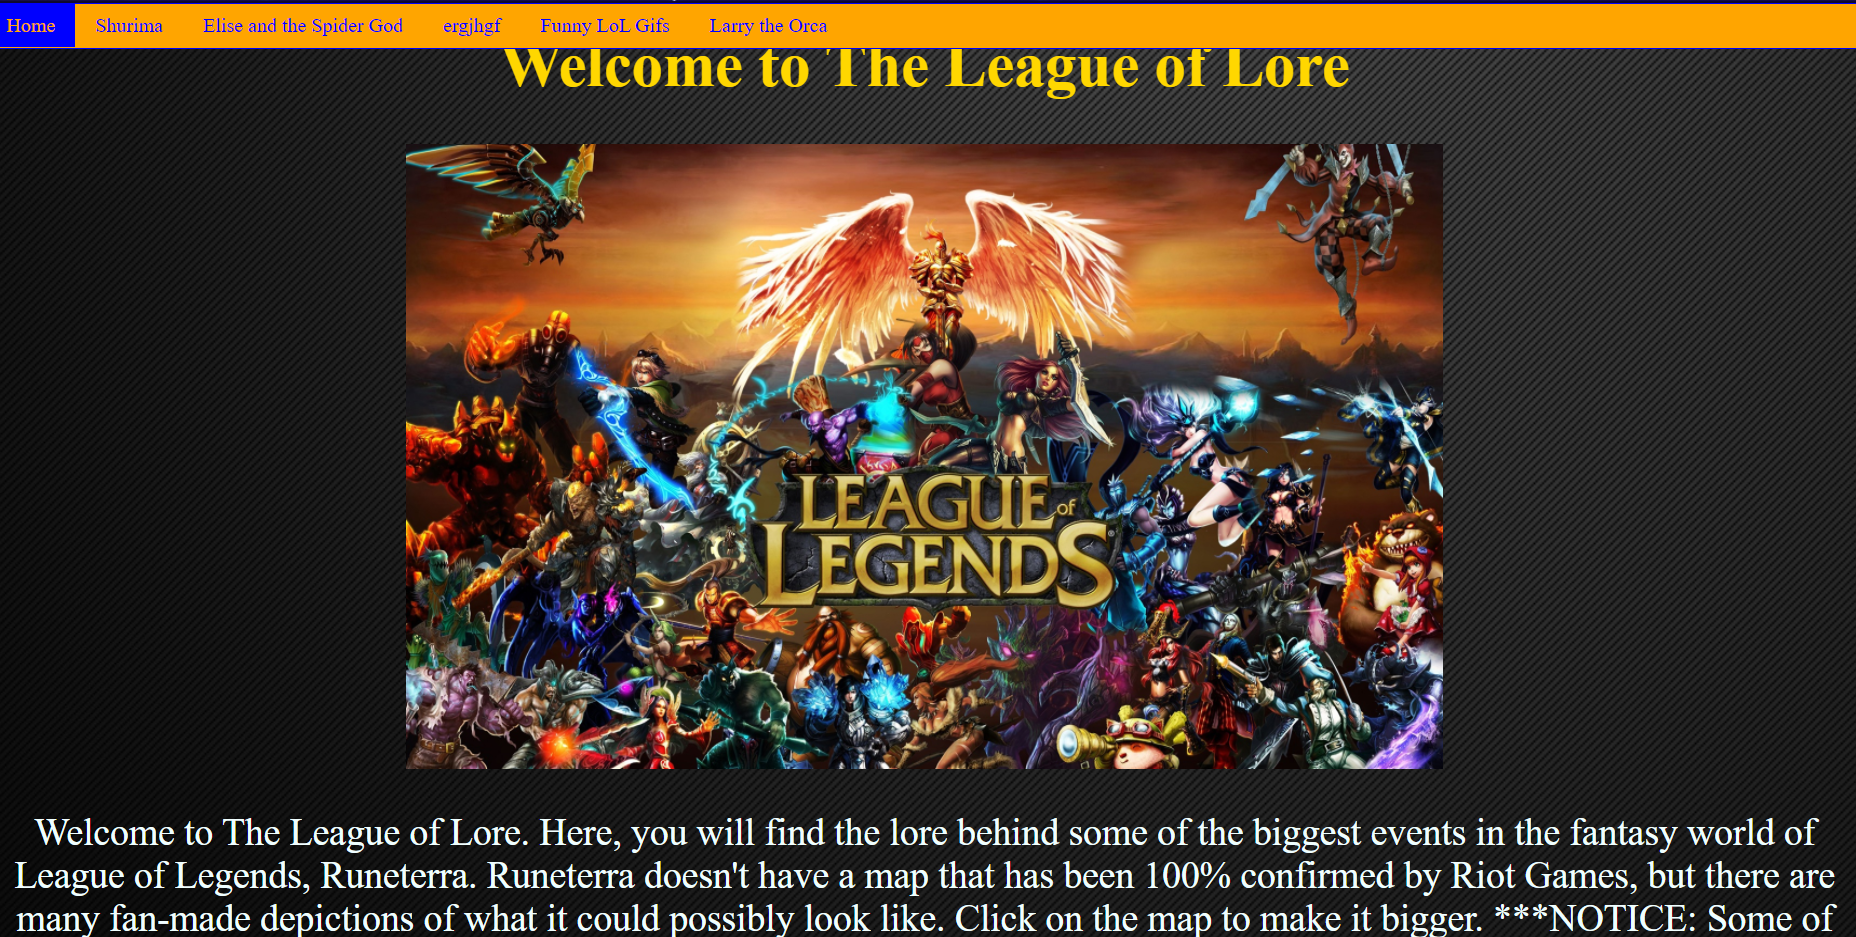 Home Shurima Elise and the Spider God ergjhgf Funny LoL Gifs Larry the Orca
Welcome to The League of Lore
LEAGUE of
LEGENDS®
Welcome to The League of Lore. Here, you will find the lore behind some of the biggest events in the fantasy world of
League of Legends, Runeterra. Runeterra doesn't have a map that has been 100% confirmed by Riot Games, but there are
many fan-made depictions of what it could possibly look like. Click on the map to make it bigger. ***NOTICE: Some of